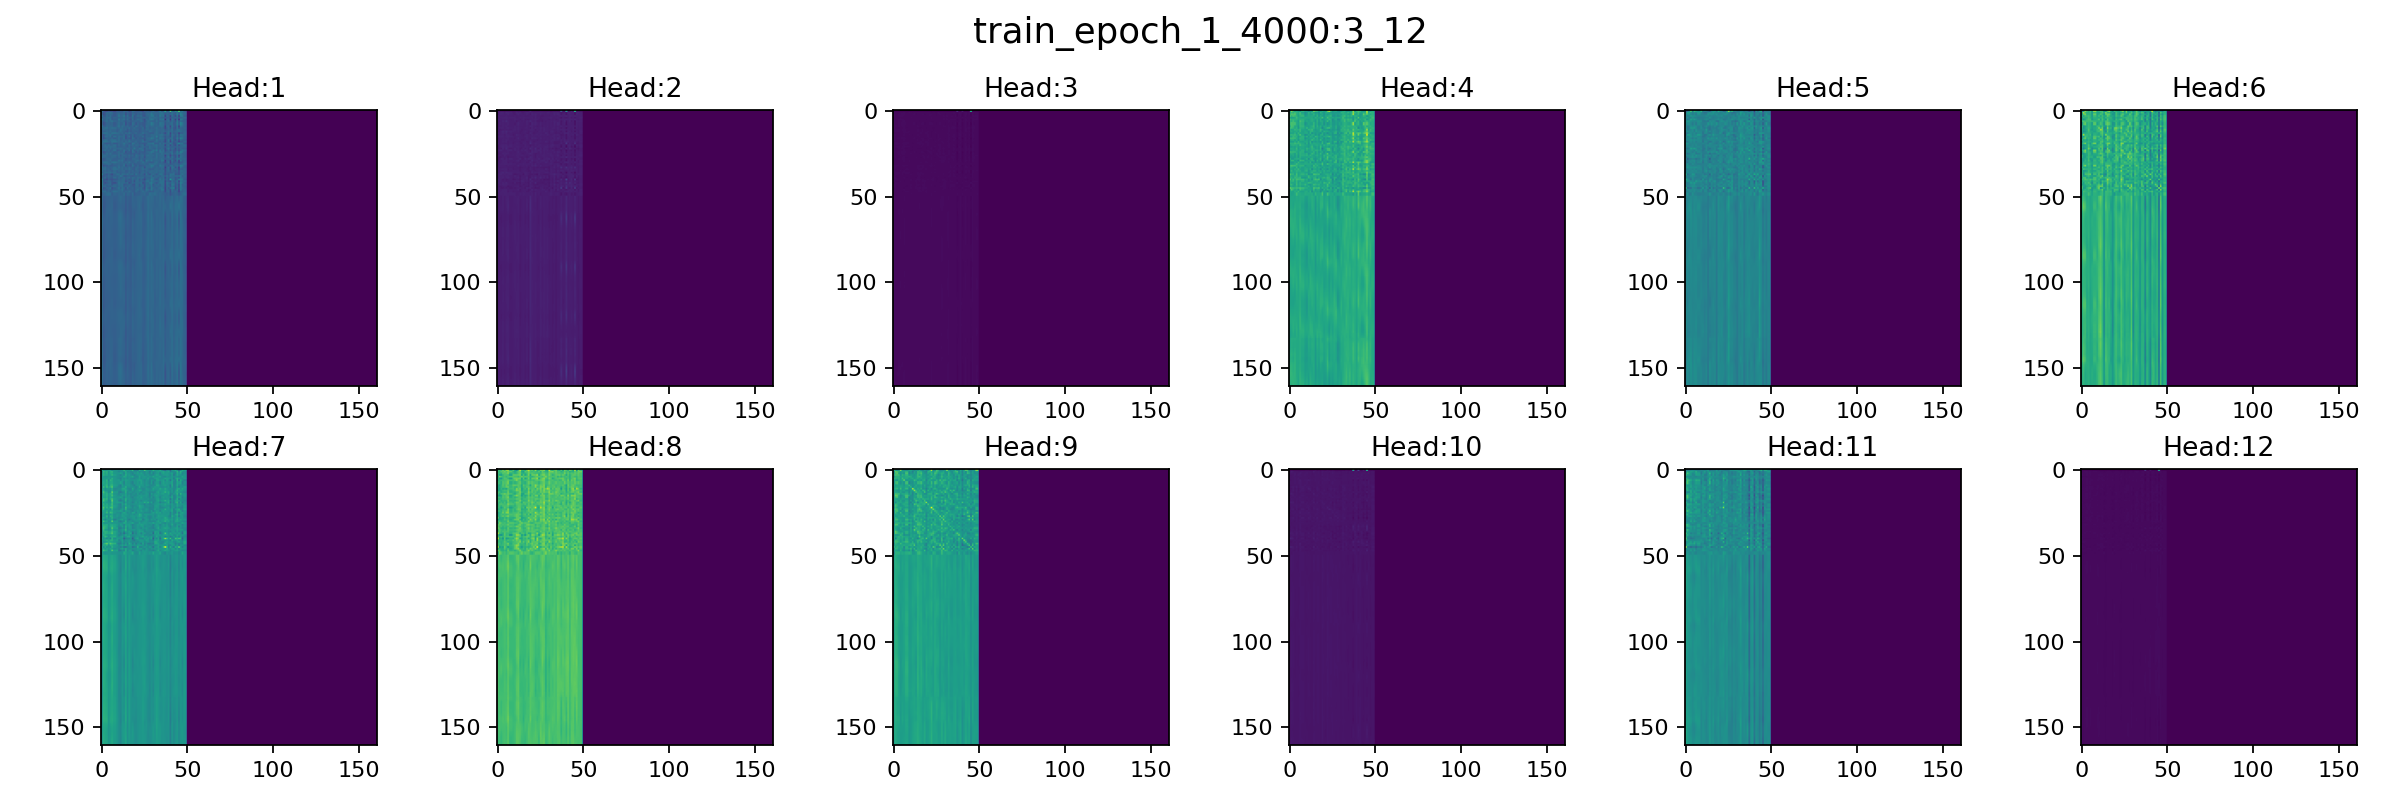 train_epoch_1_4000:3_12
Head:1 Head:2 Head:3 Head:4 Head:5 Head:6
0 0 0 0 0 0
50 50 50 50 50 50
100 100 100 100 100 100
150 150 150 150 150 150
0 50 100 150 0 50 100 150 0 50 100 150 0 50 100 150 0 50 100 150 0 50 100 150
Head:7 Head:8 Head:9 Head:10 Head:11 Head:12
0 0 0 0 0 0
50 50 50 50 50 50
100 100 100 100 100 100
150 150 150 150 150 150
0 50 100 150 0 50 100 150 0 50 100 150 0 50 100 150 0 50 100 150 0 50 100 150